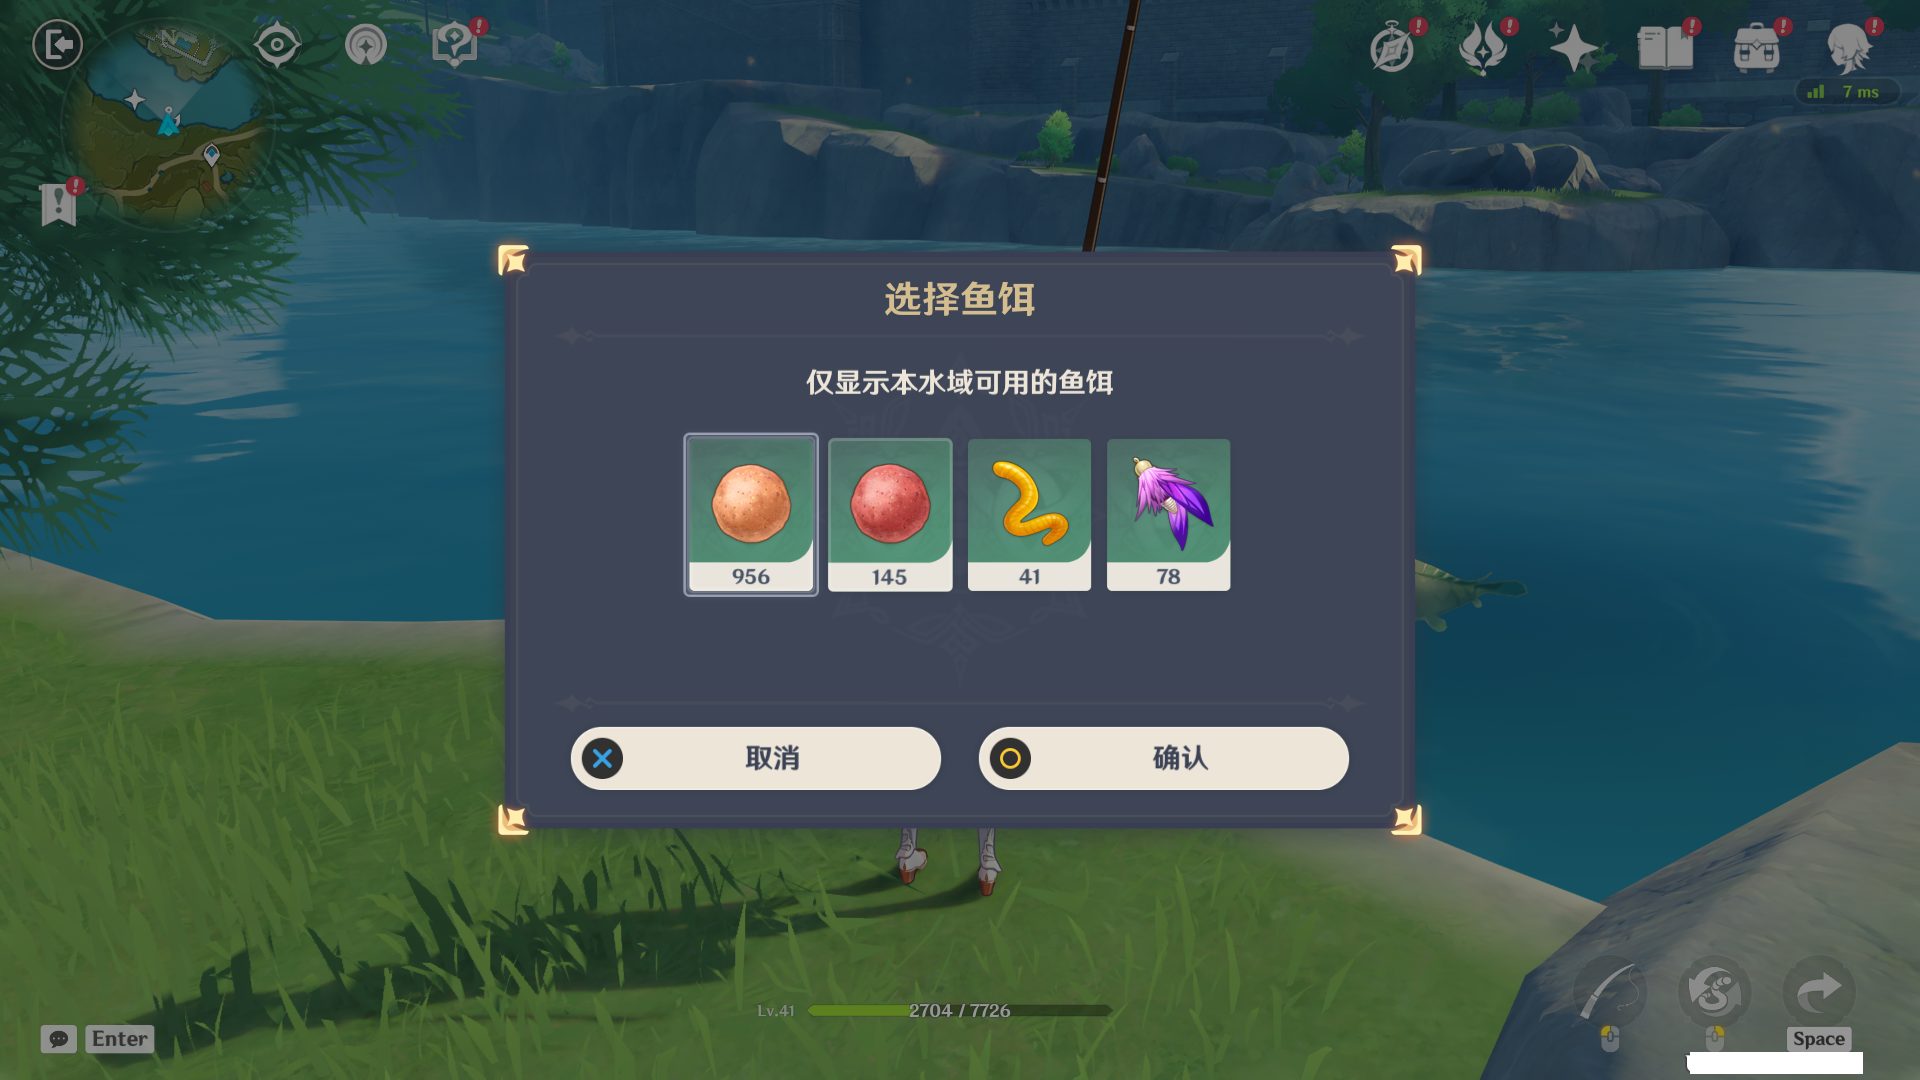 N
7 ms
选择鱼饵
仅显示本水域可用的鱼饵
956
145
41
78
取消
确认
Lv.41
2704 / 7726
Enter
Space